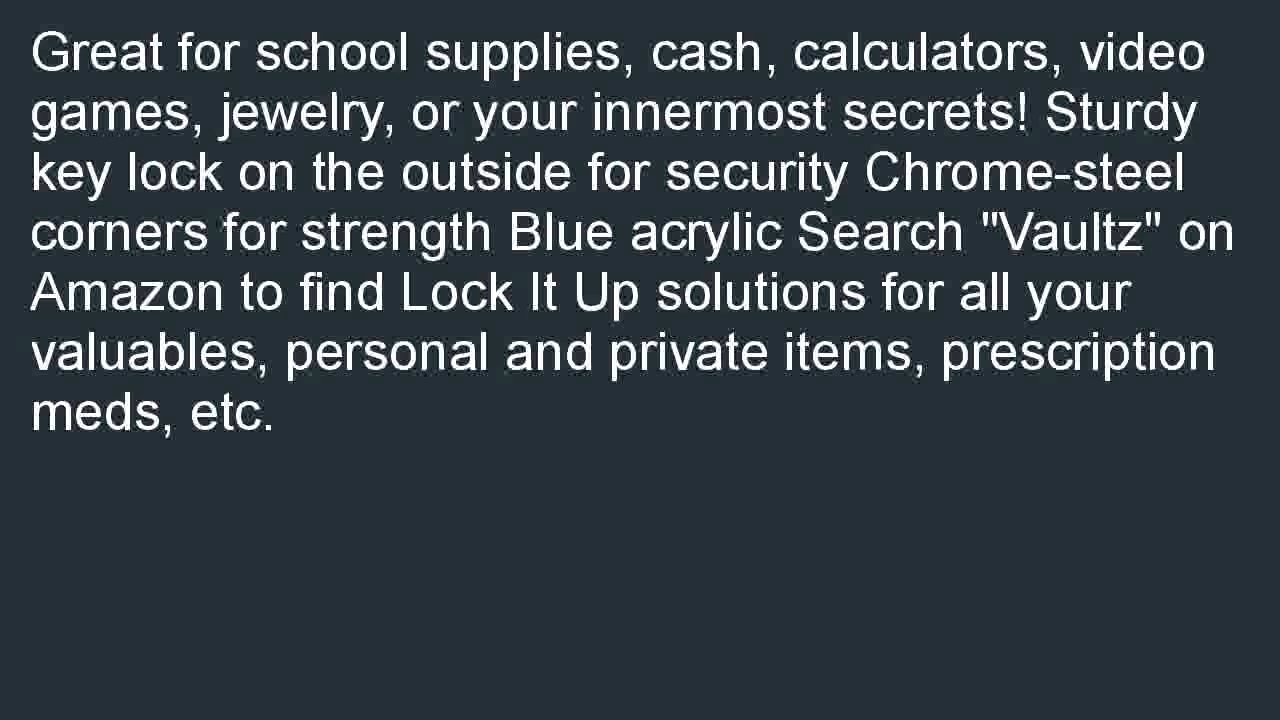 Great for school supplies, cash, calculators, video
games, jewelry, or your innermost secrets! Sturdy
key lock on the outside for security Chrome-steel
corners for strength Blue acrylic Search "Vaultz" on
Amazon to find Lock It Up solutions for all your
valuables, personal and private items, prescription
meds, etc.